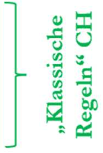 „Klassische
Regeln“ CH